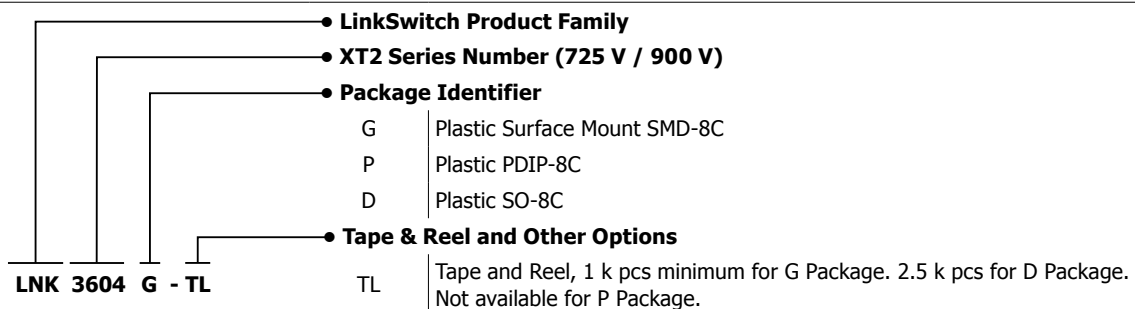 LinkSwitch Product Family
XT2 Series Number (725 V / 900 V)
Package Identifier
G Plastic Surface Mount SMD-8C
P Plastic PDIP-8C
D Plastic SO-8C
Tape & Reel and Other Options
TL Tape and Reel, 1 k pcs minimum for G Package. 2.5 k pcs for D Package.
Not available for P Package.
LNK 3604 G - TL